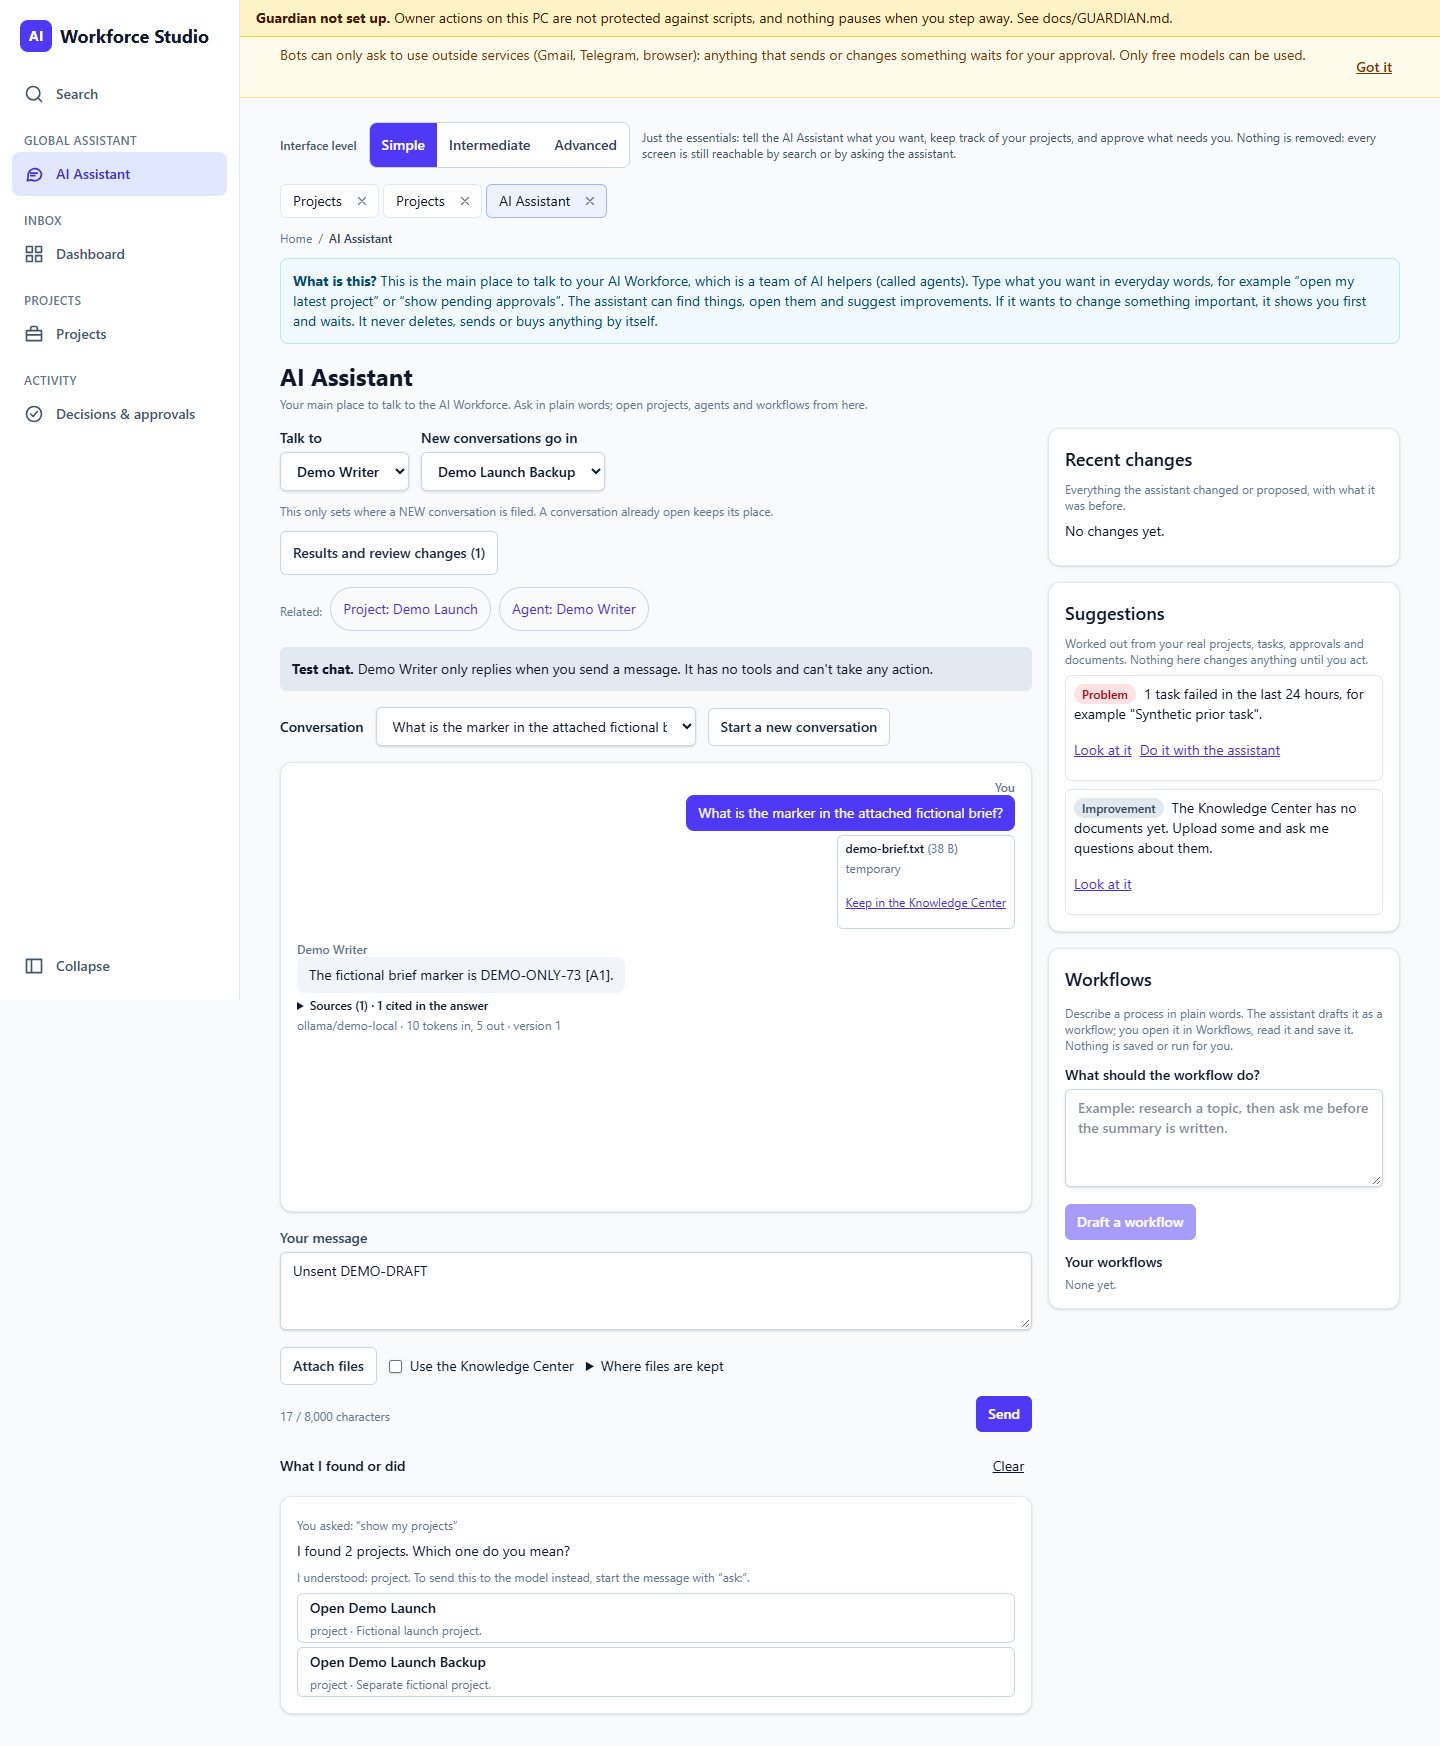 AI Workforce Studio
Search
GLOBAL ASSISTANT
AI Assistant
INBOX
Dashboard
PROJECTS
Projects
ACTIVITY
Decisions & approvals
Collapse
Guardian not set up. Owner actions on this PC are not protected against scripts, and nothing pauses when you step away. See docs/GUARDIAN.md.
Bots can only ask to use outside services (Gmail, Telegram, browser): anything that sends or changes something waits for your approval. Only free models can be used.
Got it
Interface level
Simple
Intermediate
Advanced
Just the essentials: tell the AI Assistant what you want, keep track of your projects, and approve what needs you. Nothing is removed: every
screen is still reachable by search or by asking the assistant.
Projects ×
Projects ×
AI Assistant ×
Home / AI Assistant
What is this? This is the main place to talk to your AI Workforce, which is a team of AI helpers (called agents). Type what you want in everyday words, for example “open my
latest project” or “show pending approvals”. The assistant can find things, open them and suggest improvements. If it wants to change something important, it shows you first
and waits. It never deletes, sends or buys anything by itself.
AI Assistant
Your main place to talk to the AI Workforce. Ask in plain words; open projects, agents and workflows from here.
Talk to
Demo Writer
New conversations go in
Demo Launch Backup
This only sets where a NEW conversation is filed. A conversation already open keeps its place.
Results and review changes (1)
Related:
Project: Demo Launch
Agent: Demo Writer
Test chat. Demo Writer only replies when you send a message. It has no tools and can't take any action.
Conversation
What is the marker in the attached fictional b
Start a new conversation
You
What is the marker in the attached fictional brief?
demo-brief.txt (38 B)
temporary
Keep in the Knowledge Center
Demo Writer
The fictional brief marker is DEMO-ONLY-73 [A1].
Sources (1) · 1 cited in the answer
ollama/demo-local · 10 tokens in, 5 out · version 1
Your message
Unsent DEMO-DRAFT
Attach files
Use the Knowledge Center
Where files are kept
17 / 8,000 characters
Send
What I found or did
Clear
You asked: “show my projects”
I found 2 projects. Which one do you mean?
I understood: project. To send this to the model instead, start the message with “ask:”.
Open Demo Launch
project · Fictional launch project.
Open Demo Launch Backup
project · Separate fictional project.
Recent changes
Everything the assistant changed or proposed, with what it
was before.
No changes yet.
Suggestions
Worked out from your real projects, tasks, approvals and
documents. Nothing here changes anything until you act.
Problem 1 task failed in the last 24 hours, for
example "Synthetic prior task".
Look at it Do it with the assistant
Improvement The Knowledge Center has no
documents yet. Upload some and ask me
questions about them.
Look at it
Workflows
Describe a process in plain words. The assistant drafts it as a
workflow; you open it in Workflows, read it and save it.
Nothing is saved or run for you.
What should the workflow do?
Example: research a topic, then ask me before
the summary is written.
Draft a workflow
Your workflows
None yet.